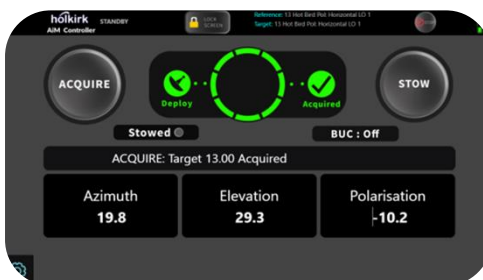 holkirk
AiM Controller
STANDBY
LOCK
SCREEN
Reference: 13 Hot Bird Pol: Horizontal LO 1
Target: 13 Hot Bird Pol: Horizontal LO 1
ACQUIRE
Deploy
Acquired
STOW
Stowed
BUC : Off
ACQUIRE: Target 13.00 Acquired
Azimuth
19.8
Elevation
29.3
Polarisation
-10.2